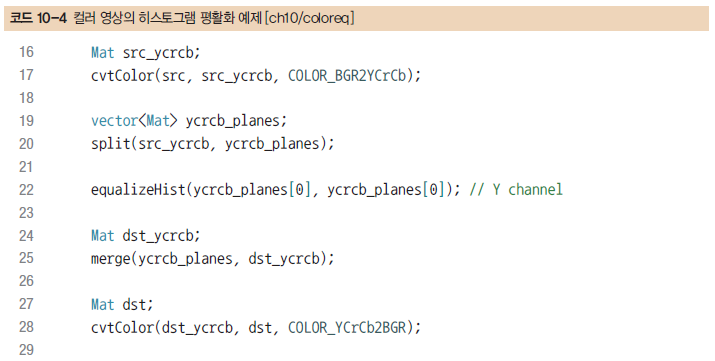 코드 10-4 컬러 영상의 히스토그램 평활화 예제[ch10/coloreq]
16 Mat src_ycrcb;
17 cvtColor(src, src_ycrcb, COLOR_BGR2YCrCb);
18
19 vector<Mat> ycrcb_planes;
20 split(src_ycrcb, ycrcb_planes);
21
22 equalizeHist(ycrcb_planes[0], ycrcb_planes[0]); // Y channel
23
24 Mat dst_ycrcb;
25 merge(ycrcb_planes, dst_ycrcb);
26
27 Mat dst;
28 cvtColor(dst_ycrcb, dst, COLOR_YCrCb2BGR);
29